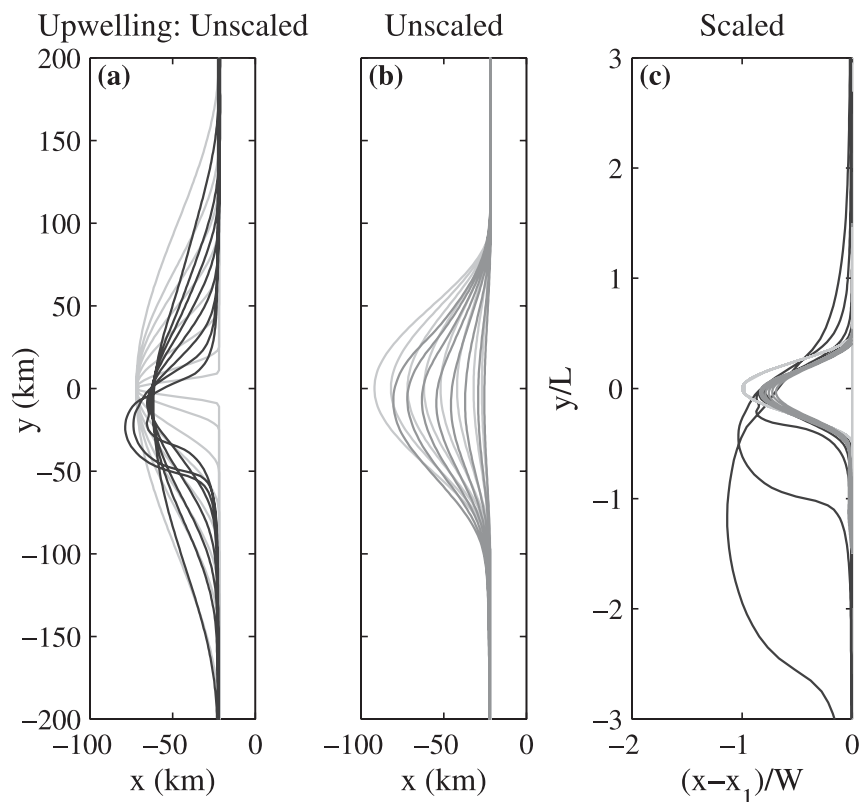 Upwelling: Unscaled
Unscaled
Scaled
(a)
(b)
(c)
200
150
100
50
0
−50
−100
−150
−200
y (km)
−100
−50
0
x (km)
−100
−50
0
x (km)
3
2
1
0
−1
−2
−3
y/L
−2
−1
0
(x−x1)/W